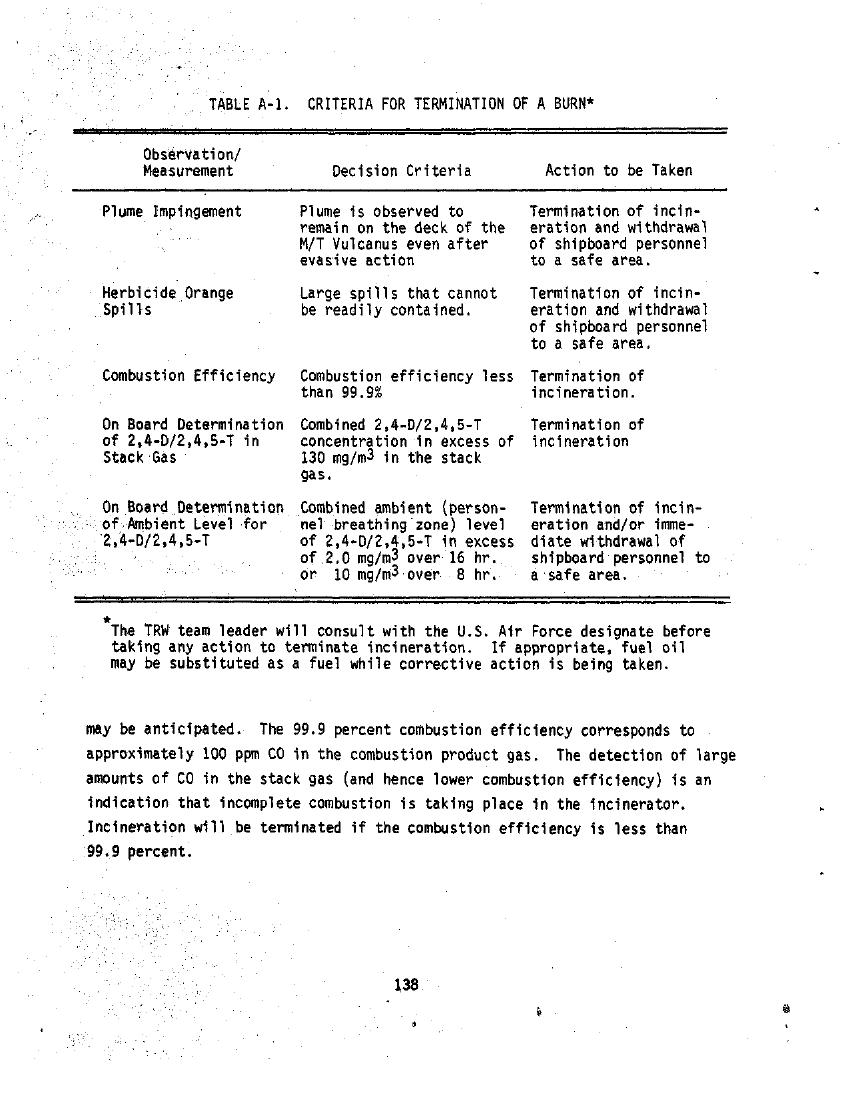 TABLE A-1. CRITERIA FOR TERMINATION OF A BURN*
Observation/
Measurement Decision Criteria Action to be Taken
Plume Impingement Plume is observed to Termination of incin-
remain on the deck of the eration and withdrawal
M/T Vulcanus even after of shipboard personnel
evasive action to a safe area.
Herbicide Orange Large spills that cannot Termination of incin-
Spills be readily contained. eration and withdrawal
of shipboard personnel
to a safe area.
Combustion Efficiency Combustion efficiency less Termination of
than 99.9% incineration.
On Board Determination Combined 2,4-D/2,4,5-T Termination of
of 2,4-D/2,4,5-T in concentration in excess of incineration
Stack Gas 130 mg/m3 in the stack
gas.
On Board Determination Combined ambient (person- Termination of incin-
of Ambient Level for nel breathing zone) level eration and/or imme-
2,4-D/2,4,5-T of 2,4-D/2,4,5-T in excess diate withdrawal of
of 2.0 mg/m3 over 16 hr. shipboard personnel to
or 10 mg/m3 over 8 hr. a safe area.
*The TRW team leader will consult with the U.S. Air Force designate before
taking any action to terminate incineration. If appropriate, fuel oil
may be substituted as a fuel while corrective action is being taken.
may be anticipated. The 99.9 percent combustion efficiency corresponds to
approximately 100 ppm CO in the combustion product gas. The detection of large
amounts of CO in the stack gas (and hence lower combustion efficiency) is an
indication that incomplete combustion is taking place in the incinerator.
Incineration will be terminated if the combustion efficiency is less than
99.9 percent.
138